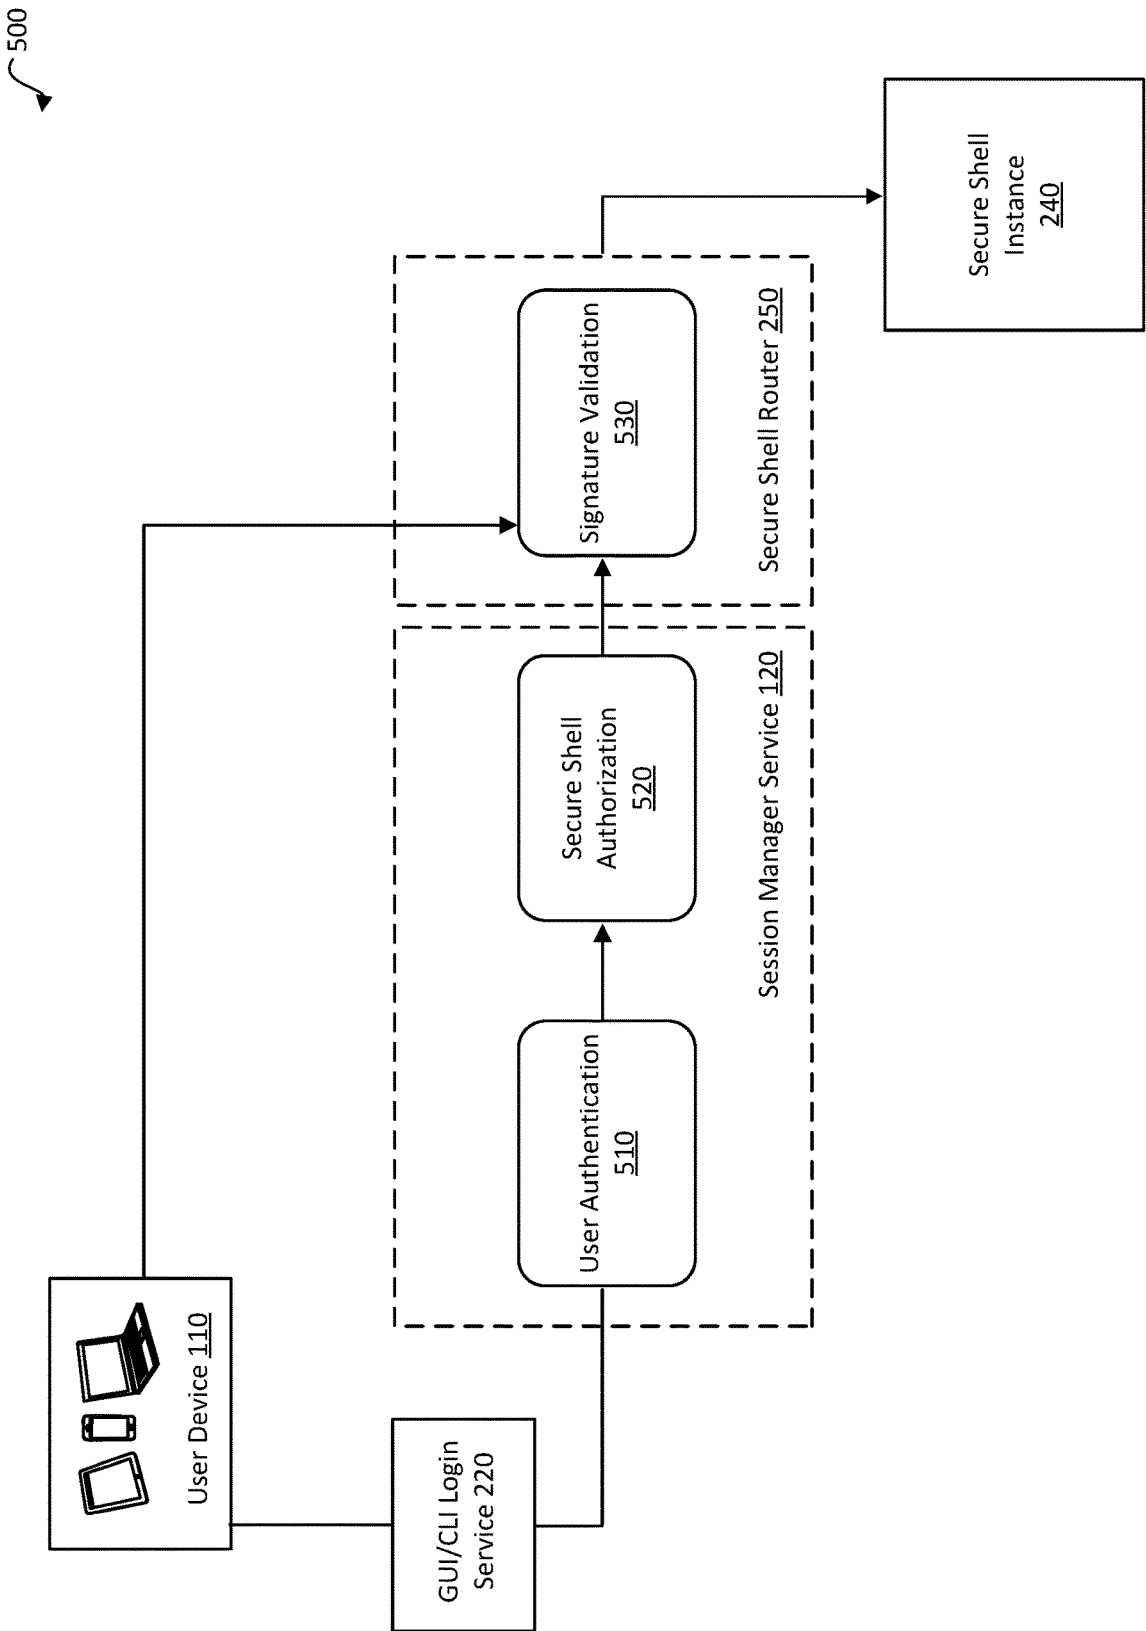 500
User Device 110
GUI/CLI Login
Service 220
User Authentication
510
Secure Shell
Authorization
520
Session Manager Service 120
Signature Validation
530
Secure Shell Router 250
Secure Shell
Instance
240